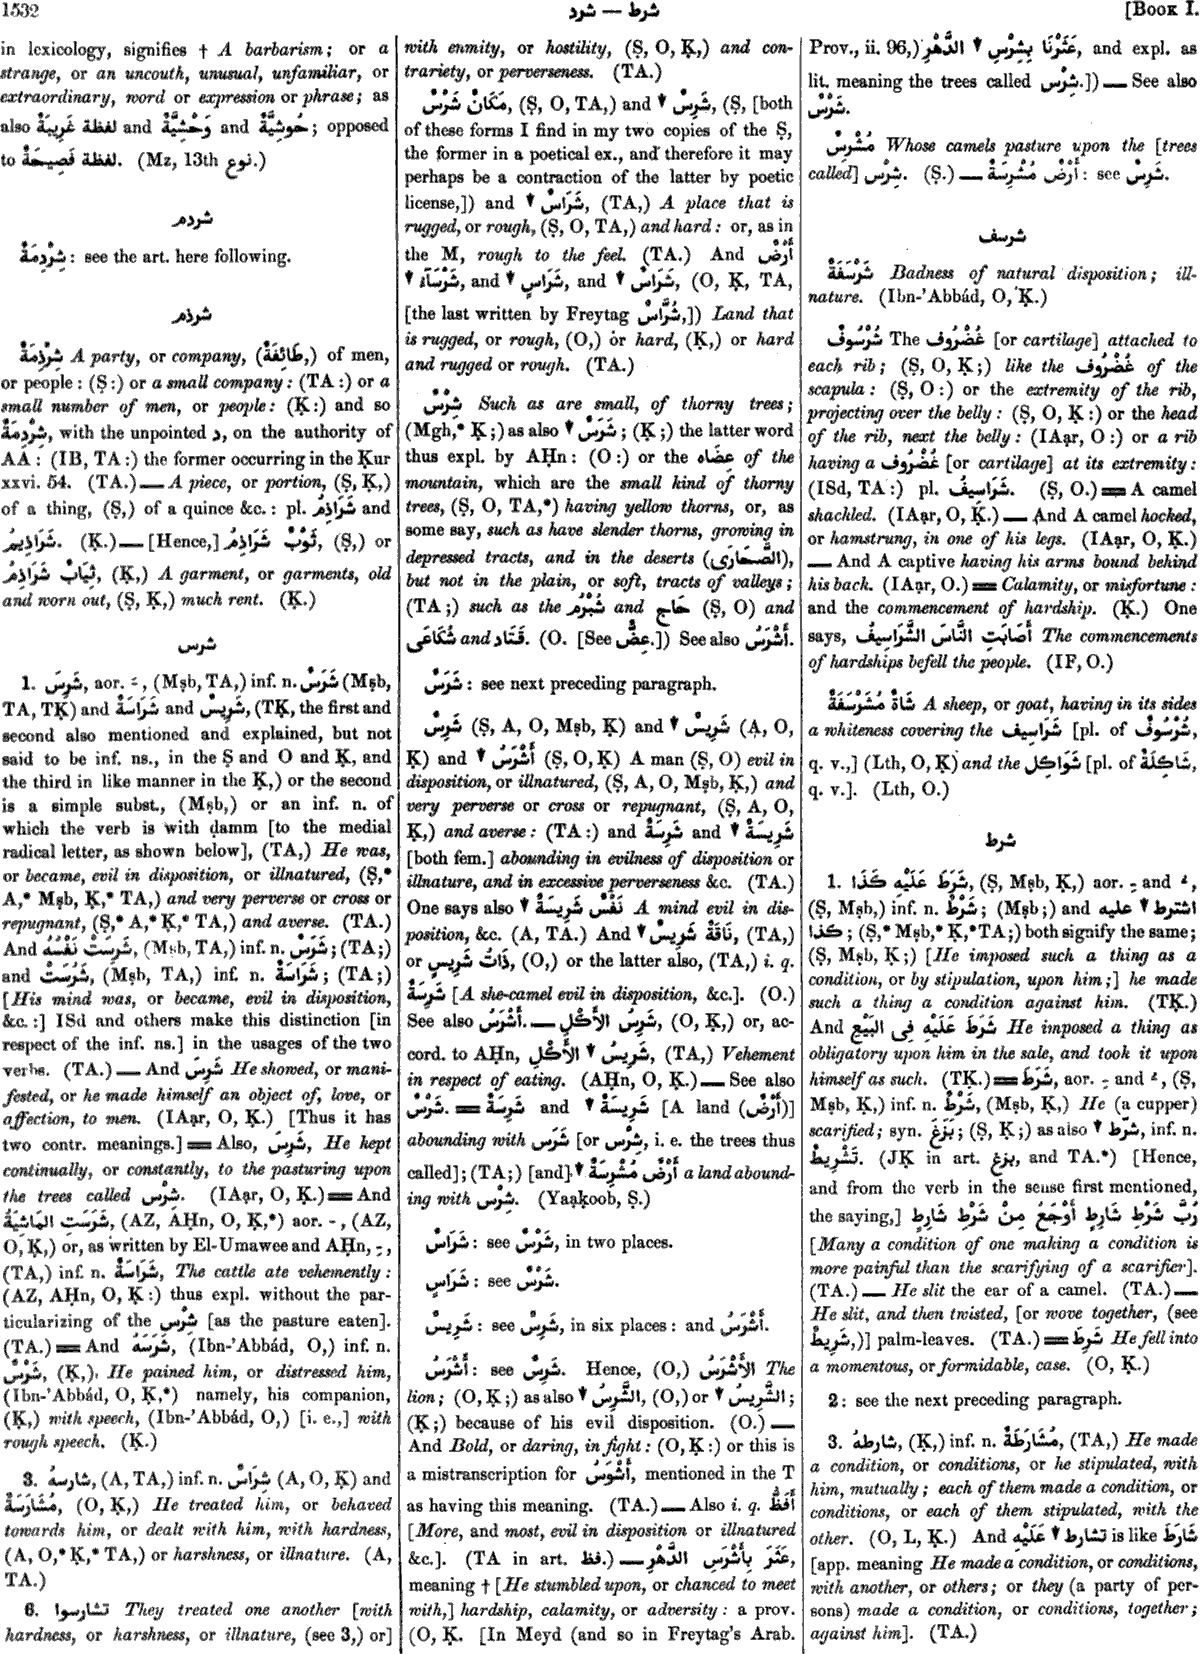 1532
شرد — شرط
[BOOK I.
in lexicology, signifies † A barbarism; or a
strange, or an uncouth, unusual, unfamiliar, or
extraordinary, word or expression or phrase; as
also لفظة غَرِيبَةٌ and وَحْشِيَّةٌ and حُوشِيَّةٌ; opposed
to لفظة فَصِيحَةٌ. (Mz, 13th نوع.)
شردم
شِرْدِمَةٌ: see the art. here following.
شرذم
شِرْذِمَةٌ A party, or company, (طَائِفَةٌ,) of men,
or people: (Ṣ:) or a small company: (TA:) or a
small number of men, or people: (Ḳ:) and so
شِرْدِمَةٌ, with the unpointed د, on the authority of
AA: (IB, TA:) the former occurring in the Ḳur
xxvi. 54. (TA.) — A piece, or portion, (Ṣ, Ḳ,)
of a thing, (Ṣ,) of a quince &c.: pl. شَرَاذِمُ and
شَرَاذِيمُ. (Ḳ.) — [Hence,] ثَوْبٌ شَرَاذِمُ, (Ṣ,) or
ثِيَابٌ شَرَاذِمُ, (Ḳ,) A garment, or garments, old
and worn out, (Ṣ, Ḳ,) much rent. (Ḳ.)
شرس
1. شَرِسَ, aor. ـَ, (Mṣb, TA,) inf. n. شَرَسٌ (Mṣb,
TA, TḲ) and شَرَاسَةٌ and شَرِيسٌ, (TḲ, the first and
second also mentioned and explained, but not
said to be inf. ns., in the Ṣ and O and Ḳ, and
the third in like manner in the Ḳ,) or the second
is a simple subst., (Mṣb,) or an inf. n. of
which the verb is with ḍamm [to the medial
radical letter, as shown below], (TA,) He was,
or became, evil in disposition, or illnatured, (Ṣ,*
A,* Mṣb, Ḳ,* TA,) and very perverse or cross or
repugnant, (Ṣ,* A,* Ḳ,* TA,) and averse. (TA.)
And شَرِسَتْ نَفْسُهُ, (Mṣb, TA,) inf. n. شَرَسٌ; (TA;)
and شَرُسَتْ, (Mṣb, TA,) inf. n. شَرَاسَةٌ; (TA;)
[His mind was, or became, evil in disposition,
&c.:] ISd and others make this distinction [in
respect of the inf. ns.] in the usages of the two
verbs. (TA.) — And شَرِسَ He showed, or mani-
fested, or he made himself an object of, love, or
affection, to men. (IAạr, O, Ḳ.) [Thus it has
two contr. meanings.] = Also, شَرِسَ, He kept
continually, or constantly, to the pasturing upon
the trees called شِرْس. (IAạr, O, Ḳ.) = And
شَرَسَتِ المَاشِيَةُ, (AZ, AḤn, O, Ḳ,*) aor. ـُ, (AZ,
O, Ḳ,) or, as written by El-Umawee and AḤn, ـِ,
(TA,) inf. n. شَرَاسَةٌ, The cattle ate vehemently:
(AZ, AḤn, O, Ḳ:) thus expl. without the par-
ticularizing of the شِرْس [as the pasture eaten].
(TA.) = And شَرَسَهُ, (Ibn-'Abbád, O,) inf. n.
شَرْسٌ, (Ḳ,) He pained him, or distressed him,
(Ibn-'Abbád, O, Ḳ,*) namely, his companion,
(Ḳ,) with speech, (Ibn-'Abbád, O,) [i. e.,] with
rough speech. (Ḳ.)
3. شارسهُ, (A, TA,) inf. n. شِرَاسٌ (A, O, Ḳ) and
مُشَارَسَةٌ, (O, Ḳ,) He treated him, or behaved
towards him, or dealt with him, with hardness,
(A, O,* Ḳ,* TA,) or harshness, or illnature. (A,
TA.)
6. تشارسوا They treated one another [with
hardness, or harshness, or illnature, (see 3,) or]
with enmity, or hostility, (Ṣ, O, Ḳ,) and con-
trariety, or perverseness. (TA.)
مَكَانٌ شَرْسٌ, (Ṣ, O, TA,) and ▼ شَرِسٌ, (Ṣ, [both
of these forms I find in my two copies of the Ṣ,
the former in a poetical ex., and therefore it may
perhaps be a contraction of the latter by poetic
license,]) and ▼ شَرَاسٌ, (TA,) A place that is
rugged, or rough, (Ṣ, O, TA,) and hard: or, as in
the M, rough to the feel. (TA.) And أَرْضٌ
▼ شَرْسَآءُ, and ▼ شَرَاسٍ, and ▼ شَرَاسٌ, (O, Ḳ, TA,
[the last written by Freytag شُرَّاسٌ,]) Land that
is rugged, or rough, (O,) or hard, (Ḳ,) or hard
and rugged or rough. (TA.)
شِرْسٌ Such as are small, of thorny trees;
(Mgh,* Ḳ;) as also ▼ شَرَسٌ; (Ḳ;) the latter word
thus expl. by AḤn: (O:) or the عِضَاه of the
mountain, which are the small kind of thorny
trees, (Ṣ, O, TA,*) having yellow thorns, or, as
some say, such as have slender thorns, growing in
depressed tracts, and in the deserts (الصَّحَارَى),
but not in the plain, or soft, tracts of valleys;
(TA;) such as the شُبْرُم and حَاج (Ṣ, O) and
شُكَاعَى and قَتَاد. (O. [See عِضٌّ.]) See also أَشْرَسُ.
شَرَسٌ: see next preceding paragraph.
شَرِسٌ (Ṣ, A, O, Mṣb, Ḳ) and ▼ شَرِيسٌ (A, O,
Ḳ) and ▼ أَشْرَسُ (Ṣ, O, Ḳ) A man (Ṣ, O) evil in
disposition, or illnatured, (Ṣ, A, O, Mṣb, Ḳ,) and
very perverse or cross or repugnant, (Ṣ, A, O,
Ḳ,) and averse: (TA:) and شَرِسَةٌ and ▼ شَرِيسَةٌ
[both fem.] abounding in evilness of disposition or
illnature, and in excessive perverseness &c. (TA.)
One says also ▼ نَفْسٌ شَرِيسَةٌ A mind evil in dis-
position, &c. (A, TA.) And ▼ نَاقَةٌ شَرِيسٌ, (TA,)
or ذَاتُ شَرِيسٍ, (O,) or the latter also, (TA,) i. q.
شَرِسَةٌ [A she-camel evil in disposition, &c.]. (O.)
See also أَشْرَسُ. — شَرِسُ الأَكْلِ, (O, Ḳ,) or, ac-
cord. to AḤn, ▼ شَرِيسُ الأَكْلِ, (TA,) Vehement
in respect of eating. (AḤn, O, Ḳ.) — See also
شَرْسٌ. = شَرِسَةٌ and ▼ شَرِيسَةٌ [A land (أَرْضٌ)]
abounding with شَرَس [or شِرْس, i. e. the trees thus
called]; (TA;) [and] ▼ أَرْضٌ مُشْرِسَةٌ a land abound-
ing with شِرْس. (Yaạḳoob, Ṣ.)
شَرَاسٌ: see شَرْسٌ, in two places.
شَرَاسٍ: see شَرْسٌ.
شَرِيسٌ: see شَرِسٌ, in six places: and أَشْرَسُ.
أَشْرَسُ: see شَرِسٌ. Hence, (O,) الأَشْرَسُ The
lion; (O, Ḳ;) as also ▼ الشَّرِسُ, (O,) or ▼ الشَّرِيسُ;
(Ḳ;) because of his evil disposition. (O.) —
And Bold, or daring, in fight: (O, Ḳ:) or this is
a mistranscription for أَشْوَسُ, mentioned in the T
as having this meaning. (TA.) — Also i. q. أَفَظُّ
[More, and most, evil in disposition or illnatured
&c.]. (TA in art. فظ.) — عَثَرَ بِأَشْرَسِ الدَّهْرِ,
meaning † [He stumbled upon, or chanced to meet
with,] hardship, calamity, or adversity: a prov.
(O, Ḳ. [In Meyd (and so in Freytag's Arab.
Prov., ii. 96,) ▼ عَثَرْنَا بِشِرْسِ الدَّهْرِ, and expl. as
lit. meaning the trees called شِرْس.]) — See also
شَرْسٌ.
مُشْرِسٌ Whose camels pasture upon the [trees
called] شِرْس. (Ṣ.) — أَرْضٌ مُشْرِسَةٌ: see شَرِسٌ.
شرسف
شَرْسَفَةٌ Badness of natural disposition; ill-
nature. (Ibn-'Abbád, O, Ḳ.)
شُرْسُوفٌ The غُضْرُوف [or cartilage] attached to
each rib; (Ṣ, O, Ḳ;) like the غُضْرُوف of the
scapula: (Ṣ, O:) or the extremity of the rib,
projecting over the belly: (Ṣ, O, Ḳ:) or the head
of the rib, next the belly: (IAạr, O:) or a rib
having a غُضْرُوف [or cartilage] at its extremity:
(ISd, TA:) pl. شَرَاسِيفُ. (Ṣ, O.) = A camel
shackled. (IAạr, O, Ḳ.) — And A camel hocked,
or hamstrung, in one of his legs. (IAạr, O, Ḳ.)
— And A captive having his arms bound behind
his back. (IAạr, O.) = Calamity, or misfortune:
and the commencement of hardship. (Ḳ.) One
says, أَصَابَتِ النَّاسَ الشَّرَاسِيفُ The commencements
of hardships befell the people. (IF, O.)
شَاةٌ مُشَرْسَفَةٌ A sheep, or goat, having in its sides
a whiteness covering the شَرَاسِيف [pl. of شُرْسُوفٌ,
q. v.,] (Lth, O, Ḳ) and the شَوَاكِل [pl. of شَاكِلَةٌ,
q. v.]. (Lth, O.)
شرط
1. شَرَطَ عَلَيْهِ كَذَا, (Ṣ, Mṣb, Ḳ,) aor. ـِ and ـُ,
(Ṣ, Mṣb,) inf. n. شَرْطٌ; (Mṣb;) and ▼ اشترط عليه
كذا; (Ṣ,* Mṣb,* Ḳ,* TA;) both signify the same;
(Ṣ, Mṣb, Ḳ;) [He imposed such a thing as a
condition, or by stipulation, upon him;] he made
such a thing a condition against him. (TḲ.)
And شَرَطَ عَلَيْهِ فِى البَيْعِ He imposed a thing as
obligatory upon him in the sale, and took it upon
himself as such. (TḲ.) = شَرَطَ, aor. ـِ and ـُ, (Ṣ,
Mṣb, Ḳ,) inf. n. شَرْطٌ, (Mṣb, Ḳ,) He (a cupper)
scarified; syn. بَزَغَ; (Ṣ, Ḳ;) as also ▼ شرّط, inf. n.
تَشْرِيطٌ. (JḲ in art. بزغ, and TA.*) [Hence,
and from the verb in the sense first mentioned,
the saying,] رُبَّ شَرْطِ شَارِطٍ أَوْجَعُ مِنْ شَرْطِ شَارِطٍ
[Many a condition of one making a condition is
more painful than the scarifying of a scarifier].
(TA.) — He slit the ear of a camel. (TA.) —
He slit, and then twisted, [or wove together, (see
شَرِيطٌ,)] palm-leaves. (TA.) = شَرِطَ He fell into
a momentous, or formidable, case. (O, Ḳ.)
2: see the next preceding paragraph.
3. شارطهُ, (Ḳ,) inf. n. مُشَارَطَةٌ, (TA,) He made
a condition, or conditions, or he stipulated, with
him, mutually; each of them made a condition, or
conditions, or each of them stipulated, with the
other. (O, L, Ḳ.) And ▼ تشارط عَلَيْهِ is like شَارَطَ
[app. meaning He made a condition, or conditions,
with another, or others; or they (a party of per-
sons) made a condition, or conditions, together;
against him]. (TA.)